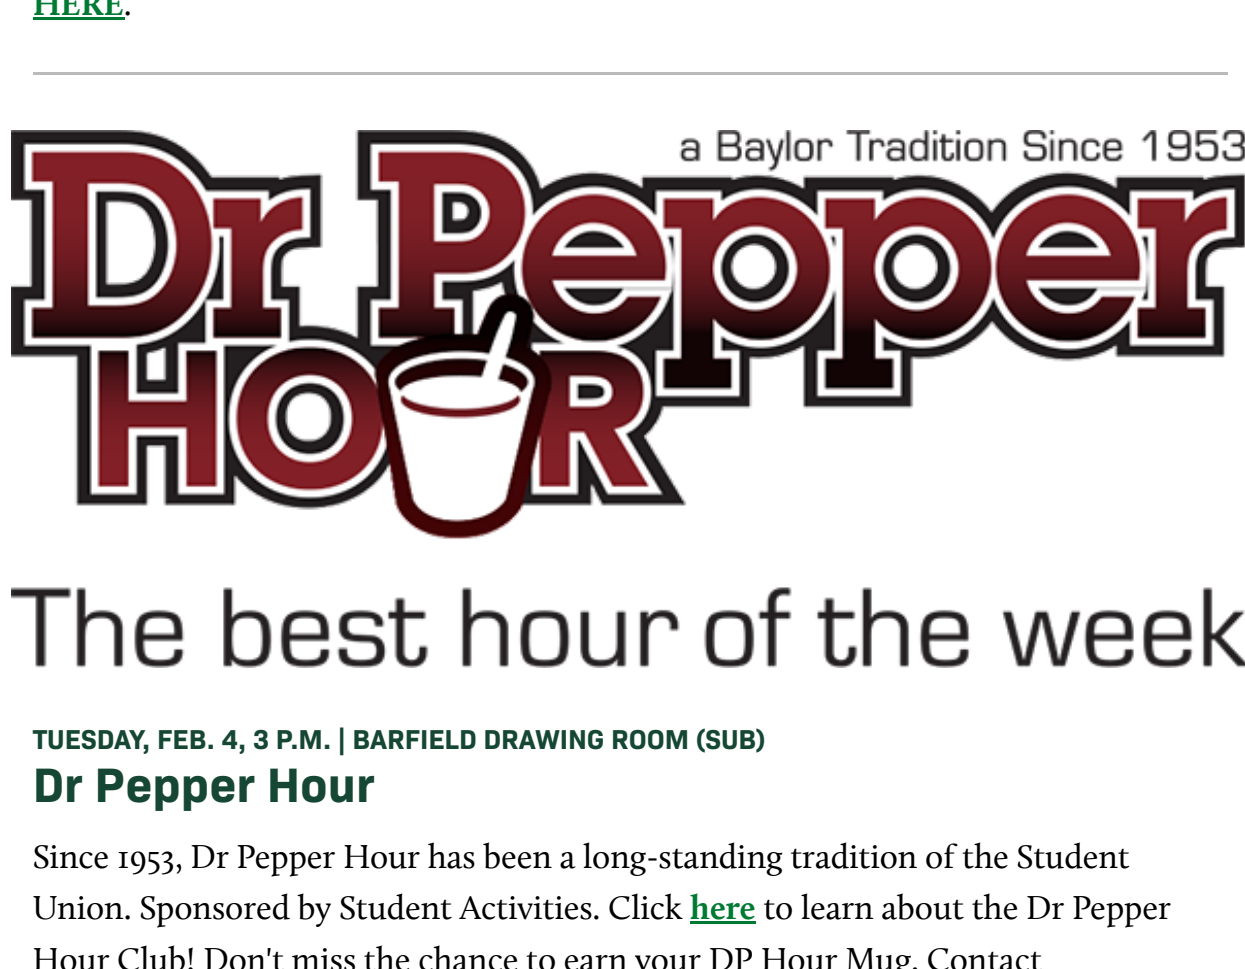 HERE.
a Baylor Tradition Since 1953
Dr Pepper
HOUR
The best hour of the week
TUESDAY, FEB. 4, 3 P.M. | BARFIELD DRAWING ROOM (SUB)
Dr Pepper Hour
Since 1953, Dr Pepper Hour has been a long-standing tradition of the Student
Union. Sponsored by Student Activities. Click here to learn about the Dr Pepper
Hour Club! Don't miss the chance to earn your DP Hour Mug. Contact